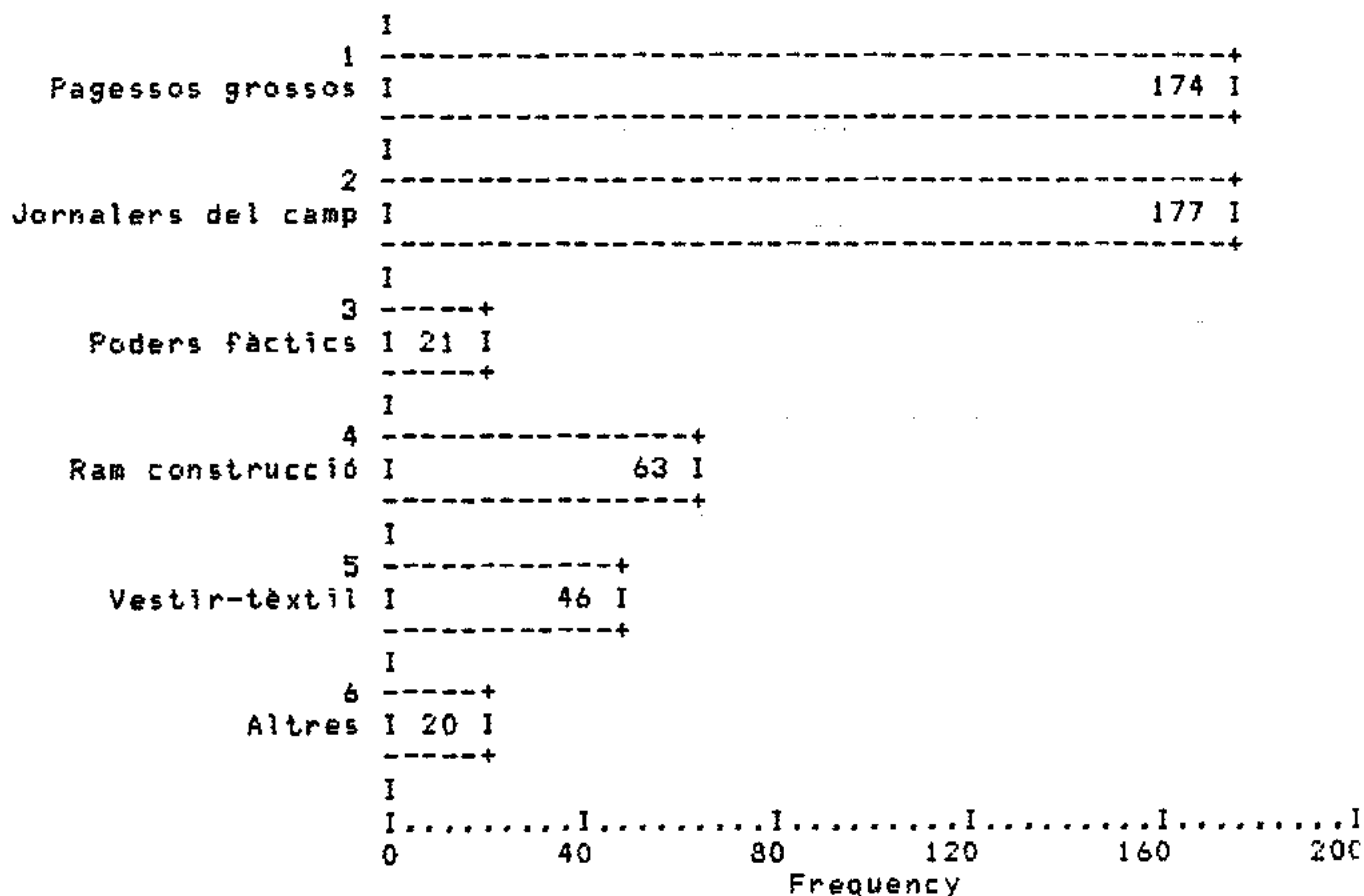 I
1 --------------------------------------------+
Pagessos grossos I 174 I
--------------------------------------------+
I
2 --------------------------------------------+
Jornalers del camp I 177 I
--------------------------------------------+
I
3 -----+
Poders fàctics I 21 I
-----+
I
4 ----------------+
Ram construcció I 63 I
----------------+
I
5 ------------+
Vestir-tèxtil I 46 I
------------+
I
6 -----+
Altres I 20 I
-----+
I
I.........I.........I.........I.........I.........I
0 40 80 120 160 200
Frequency